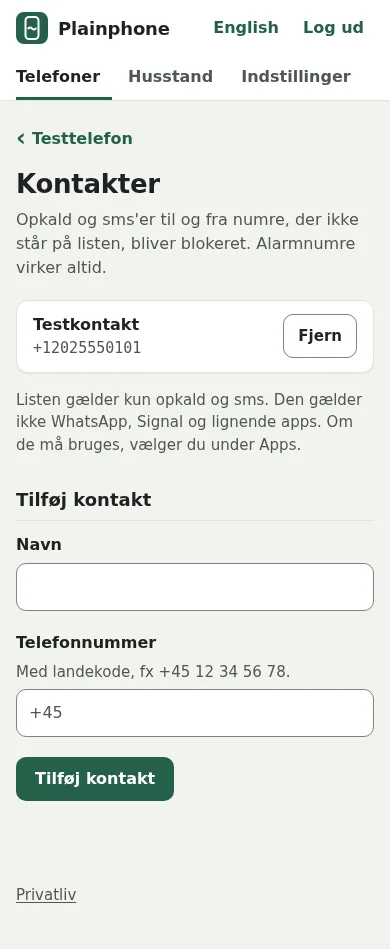 Plainphone English Log ud
Telefoner Husstand Indstillinger
‹ Testtelefon
Kontakter
Opkald og sms'er til og fra numre, der ikke
står på listen, bliver blokeret. Alarmnumre
virker altid.
Testkontakt
+12025550101
Fjern
Listen gælder kun opkald og sms. Den gælder
ikke WhatsApp, Signal og lignende apps. Om
de må bruges, vælger du under Apps.
Tilføj kontakt
Navn
Telefonnummer
Med landekode, fx +45 12 34 56 78.
+45
Tilføj kontakt
Privatliv